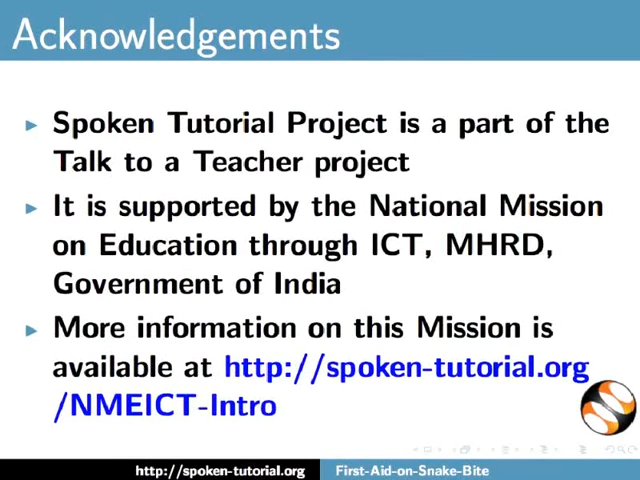 Acknowledgements
Spoken Tutorial Project is a part of the
Talk to a Teacher project
It is supported by the National Mission
on Education through ICT, MHRD,
Government of India
More information on this Mission is
available at http://spoken-tutorial.org
/NMEICT-Intro
http://spoken-tutorial.org First-Aid-on-Snake-Bite